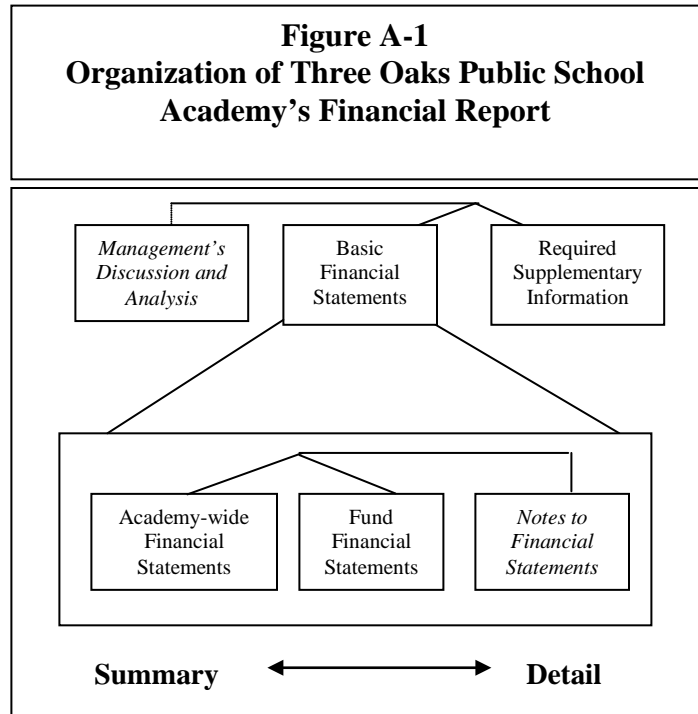 Figure A-1
Organization of Three Oaks Public School
Academy's Financial Report
Management's
Discussion and
Analysis
Basic
Financial
Statements
Required
Supplementary
Information
Academy-wide
Financial
Statements
Fund
Financial
Statements
Notes to
Financial
Statements
Summary
Detail